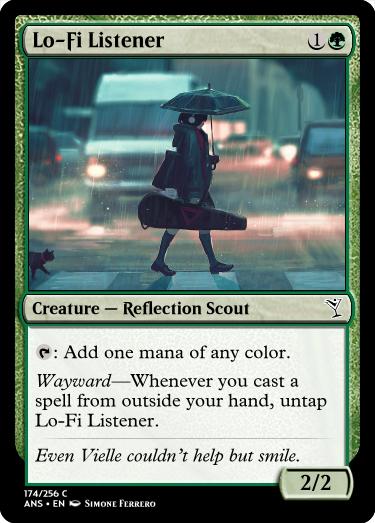 Lo-Fi Listener 1
Creature — Reflection Scout
: Add one mana of any color.
Wayward—Whenever you cast a
spell from outside your hand, untap
Lo-Fi Listener.
Even Vielle couldn't help but smile.
2/2
174/256 C
ANS • EN Simone Ferrero